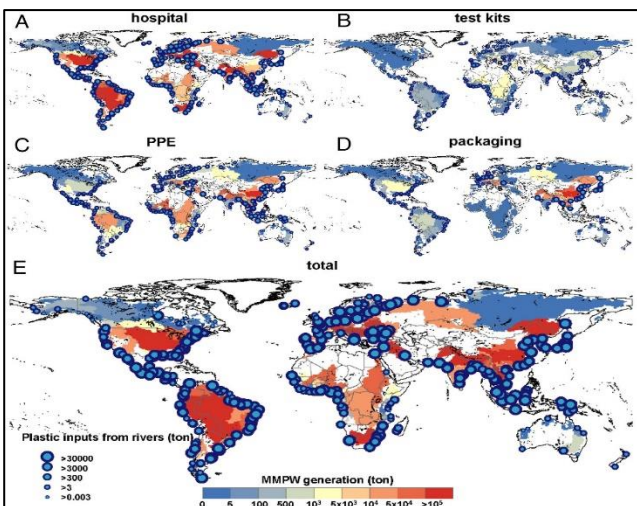 A hospital
B test kits
C PPE
D packaging
E total
Plastic inputs from rivers (ton)
>30000
>3000
>300
>3
>0.003
MMPW generation (ton)
0 5 100 500 10³ 5x10³ 10⁴ 5x10⁴ >10⁵